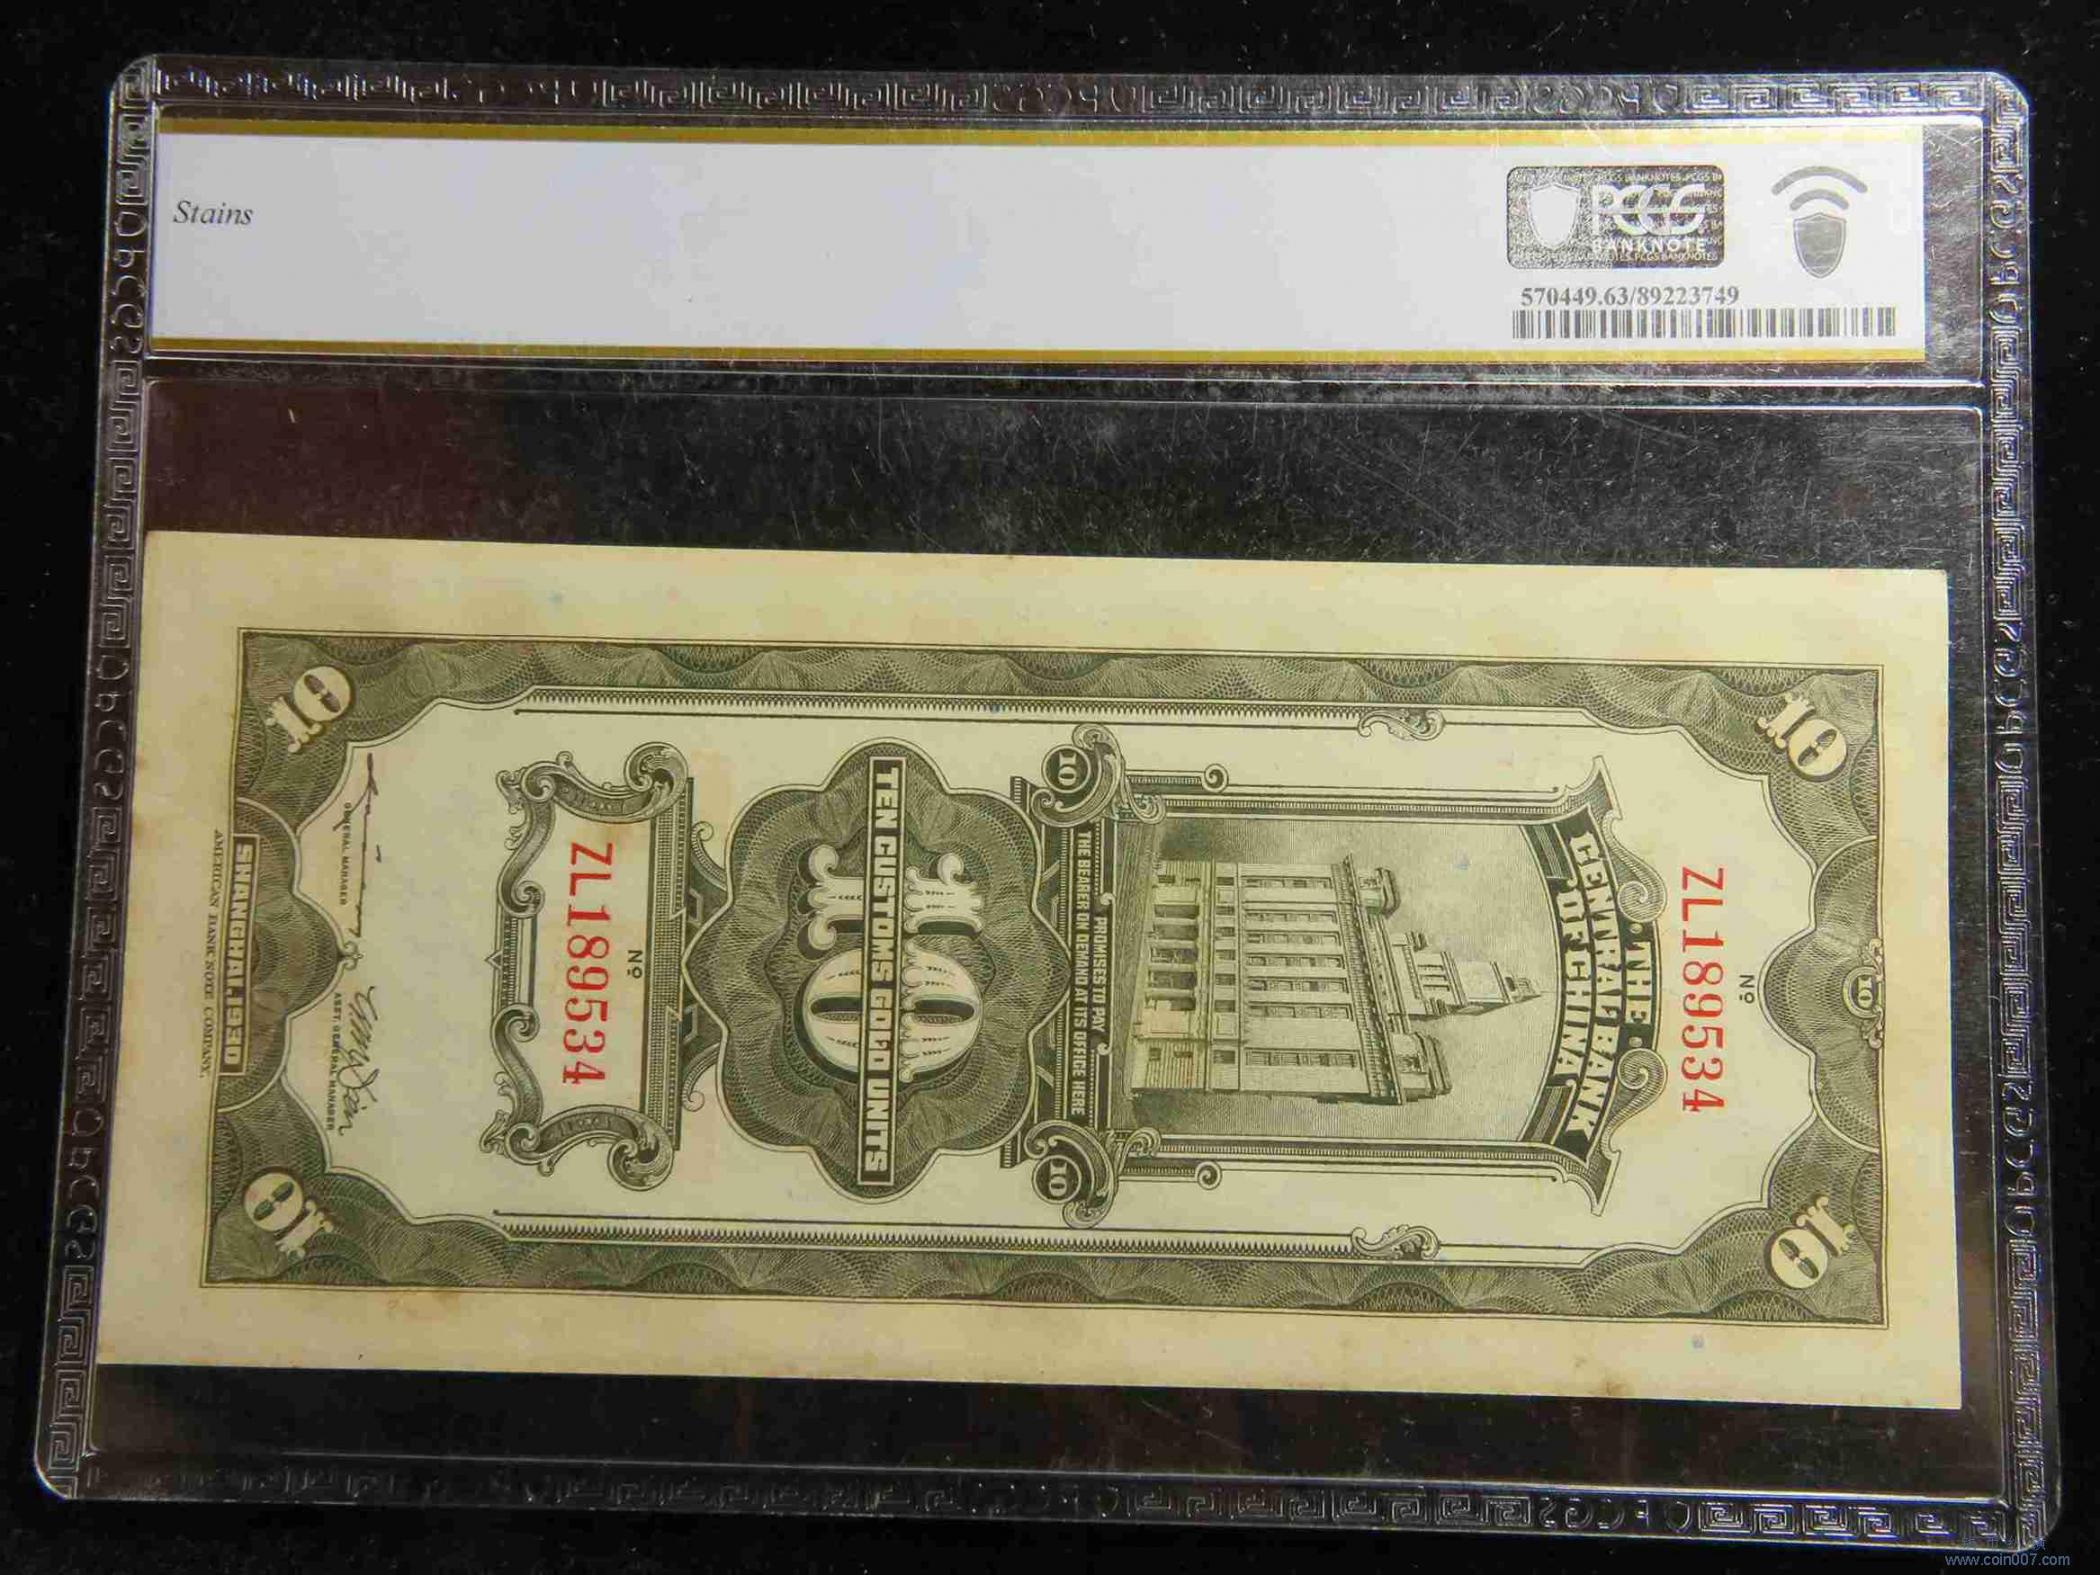 Stains
PCGS
BANKNOTE
570449.63/89223749
10
10
10
Nº
ZL189534
· THE ·
CENTRAL BANK
OF CHINA.
PROMISES TO PAY
THE BEARER ON DEMAND AT ITS OFFICE HERE
10
10
10
TEN CUSTOMS GOLD UNITS
Nº
ZL189534
GENERAL MANAGER
ASST. GENERAL MANAGER
10
10
SHANGHAI, 1930
AMERICAN BANK NOTE COMPANY.
www.coin007.com